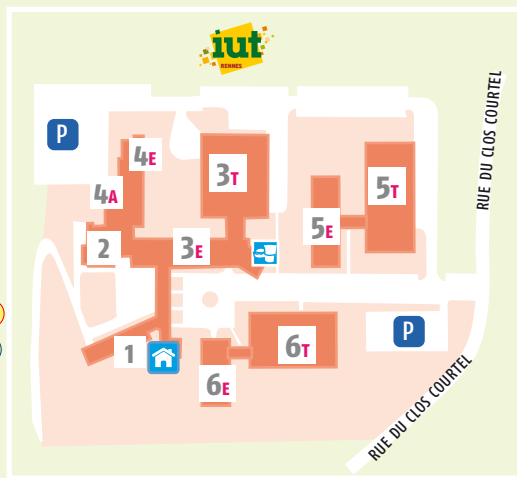 iut
RENNES
P
4E
3T
5T
4A
5E
2
3E
1
6T
P
6E
RUE DU CLOS COURTEL
RUE DU CLOS COURTEL